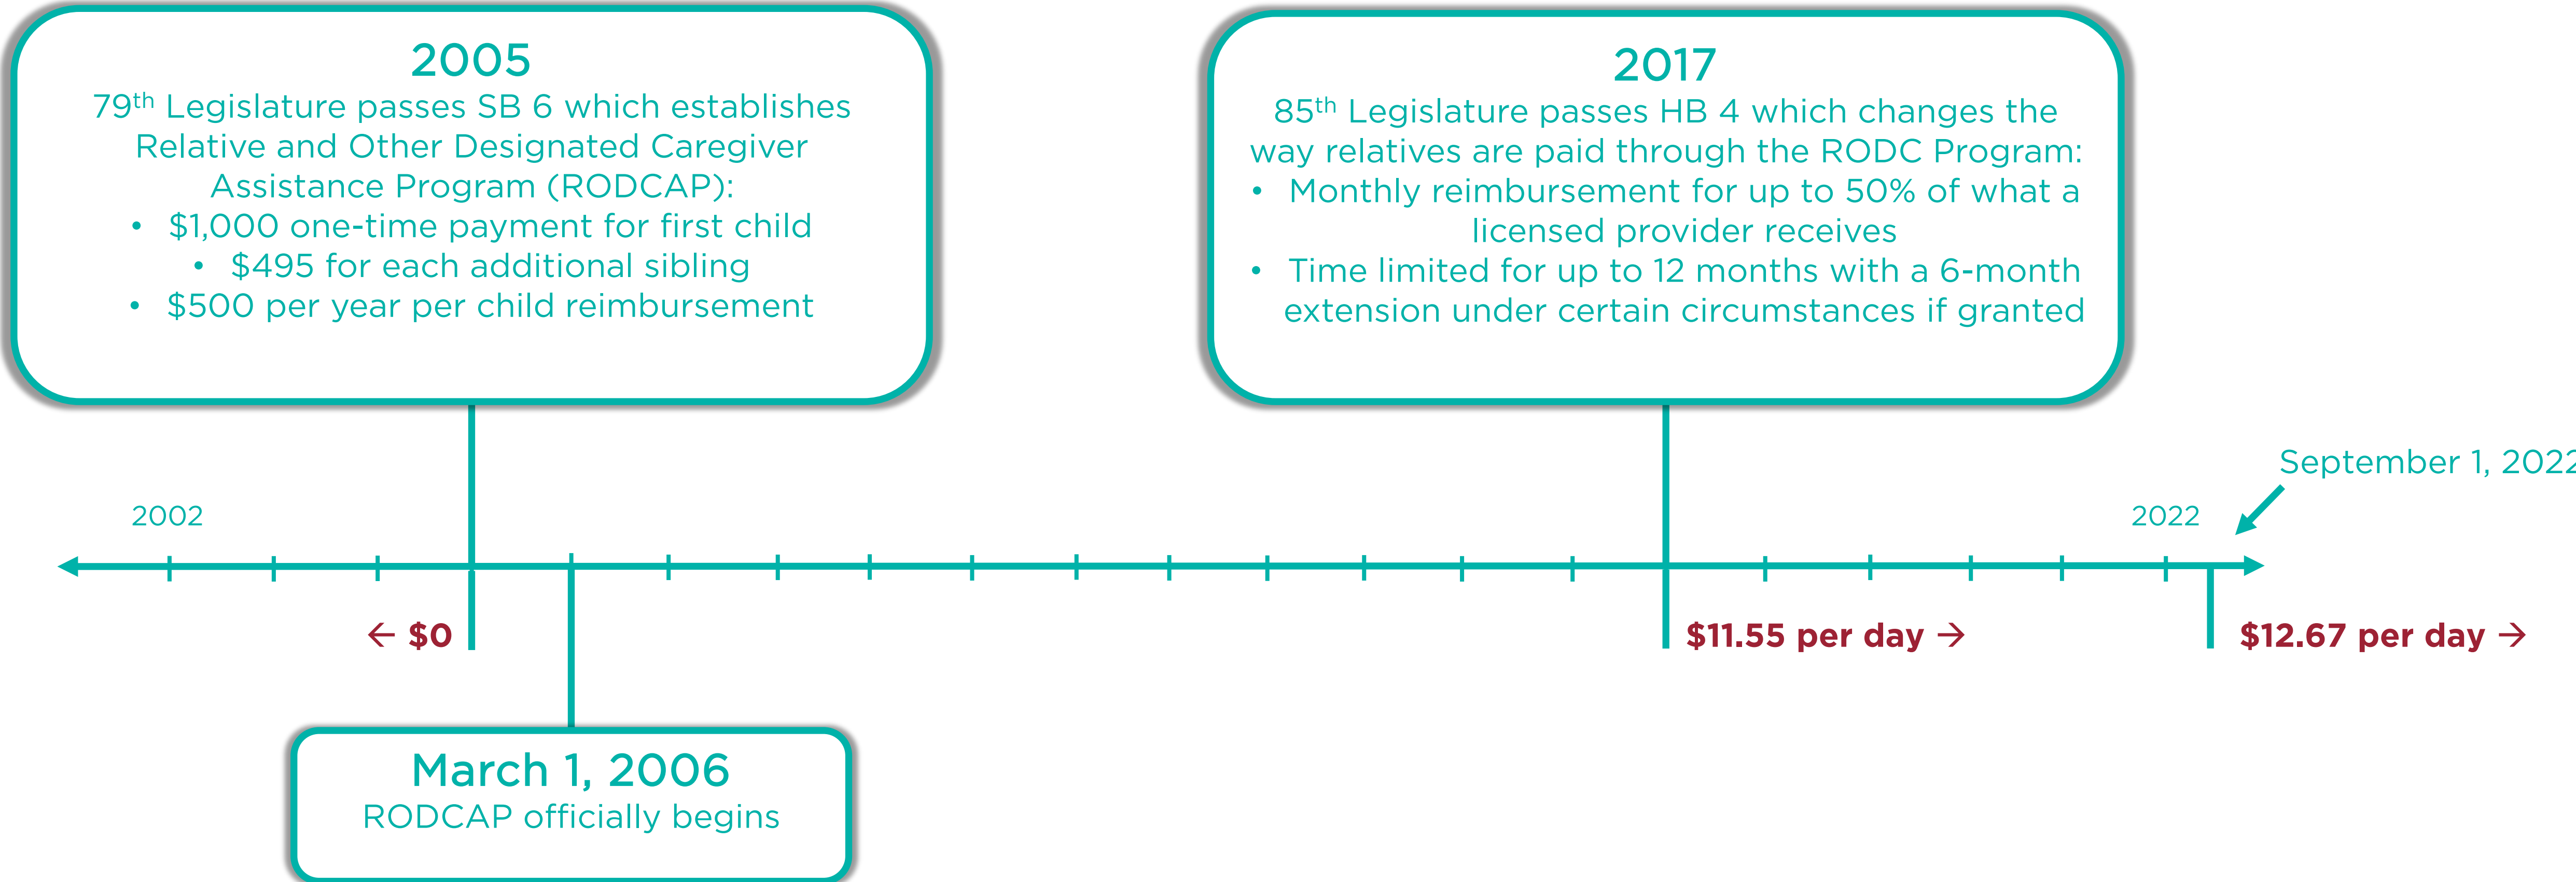 2005
79th Legislature passes SB 6 which establishes
Relative and Other Designated Caregiver
Assistance Program (RODCAP):
• $1,000 one-time payment for first child
• $495 for each additional sibling
• $500 per year per child reimbursement
2017
85th Legislature passes HB 4 which changes the
way relatives are paid through the RODC Program:
• Monthly reimbursement for up to 50% of what a
licensed provider receives
• Time limited for up to 12 months with a 6-month
extension under certain circumstances if granted
September 1, 2022
2002
2022
← $0
$11.55 per day →
$12.67 per day →
March 1, 2006
RODCAP officially begins